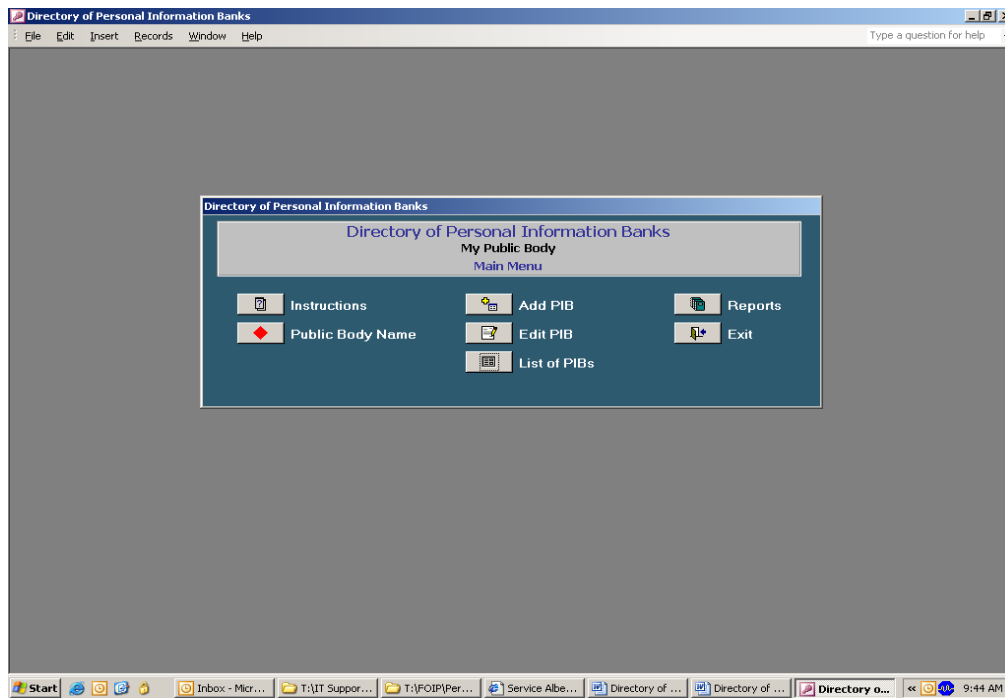 Directory of Personal Information Banks
File Edit Insert Records Window Help Type a question for help
Directory of Personal Information Banks
Directory of Personal Information Banks
My Public Body
Main Menu
Instructions Add PIB Reports
Public Body Name Edit PIB Exit
List of PIBs
Start Inbox - Micr... T:\IT Suppor... T:\FOIP\Per... Service Albe... Directory of ... Directory of ... Directory o... « 9:44 AM